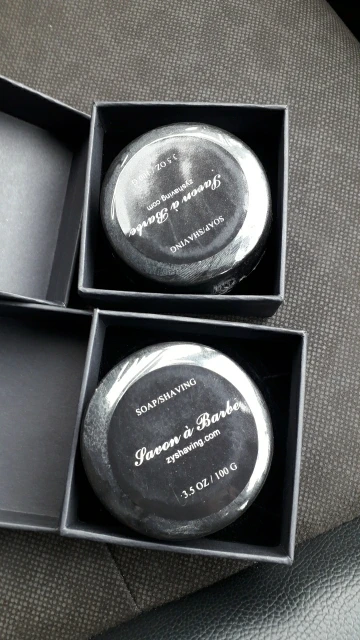 SOAP/SHAVING
Savon à Barbe
zyshaving.com
3.5 OZ
SOAP/SHAVING
Savon à Barbe
zyshaving.com
3.5 OZ / 100 G